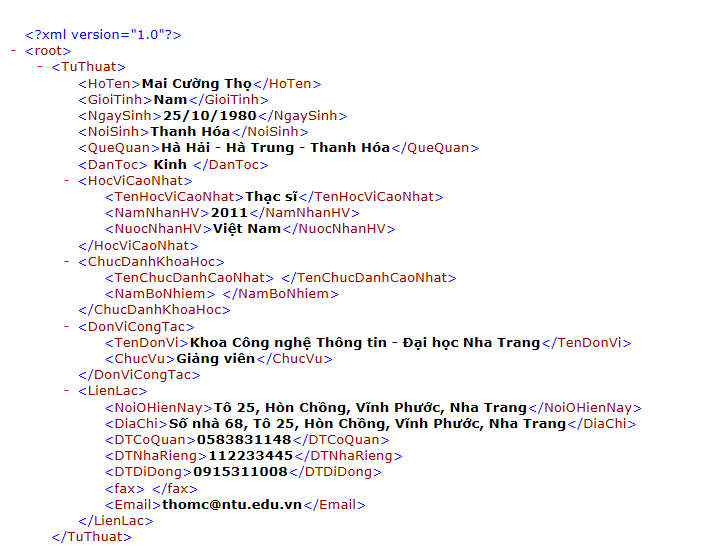 <?xml version="1.0"?>
- <root>
- <TuThuat>
<HoTen>Mai Cường Thọ</HoTen>
<GioiTinh>Nam</GioiTinh>
<NgaySinh>25/10/1980</NgaySinh>
<NoiSinh>Thanh Hóa</NoiSinh>
<QueQuan>Hà Hải - Hà Trung - Thanh Hóa</QueQuan>
<DanToc> Kinh </DanToc>
- <HocViCaoNhat>
<TenHocViCaoNhat>Thạc sĩ</TenHocViCaoNhat>
<NamNhanHV>2011</NamNhanHV>
<NuocNhanHV>Việt Nam</NuocNhanHV>
</HocViCaoNhat>
- <ChucDanhKhoaHoc>
<TenChucDanhCaoNhat> </TenChucDanhCaoNhat>
<NamBoNhiem> </NamBoNhiem>
</ChucDanhKhoaHoc>
- <DonViCongTac>
<TenDonVi>Khoa Công nghệ Thông tin - Đại học Nha Trang</TenDonVi>
<ChucVu>Giảng viên</ChucVu>
</DonViCongTac>
- <LienLac>
<NoiOHienNay>Tô 25, Hòn Chồng, Vĩnh Phước, Nha Trang</NoiOHienNay>
<DiaChi>Số nhà 68, Tô 25, Hòn Chồng, Vĩnh Phước, Nha Trang</DiaChi>
<DTCoQuan>0583831148</DTCoQuan>
<DTNhaRieng>112233445</DTNhaRieng>
<DTDiDong>0915311008</DTDiDong>
<fax> </fax>
<Email>thomc@ntu.edu.vn</Email>
</LienLac>
</TuThuat>